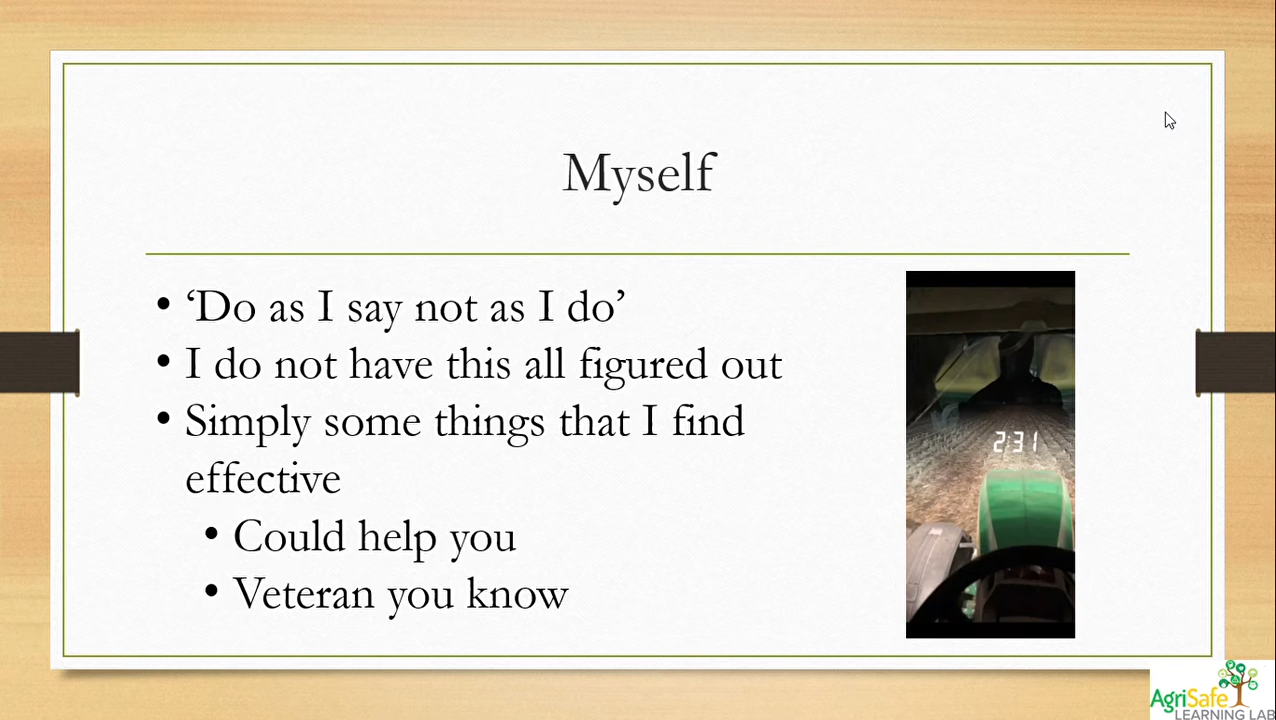 Myself
• ‘Do as I say not as I do’
• I do not have this all figured out
• Simply some things that I find
effective
• Could help you
• Veteran you know
2:31
AgriSafe
LEARNING LAB